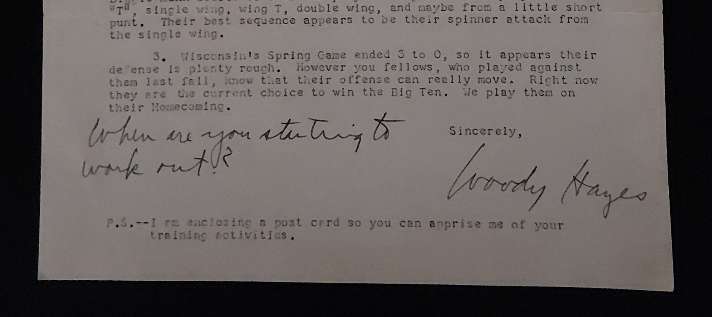 "T", single wing, wing T, double wing, and maybe from a little short
punt. Their best sequence appears to be their spinner attack from
the single wing.
3. Wisconsin's Spring Game ended 3 to 0, so it appears their
defense is plenty rough. However you fellows, who played against
them last fall, know that their offense can really move. Right now
they are the current choice to win the Big Ten. We play them on
their Homecoming.
When are you starting to
work out?
Sincerely,
Woody Hayes
P.S.--I am enclosing a post card so you can apprise me of your
training activities.